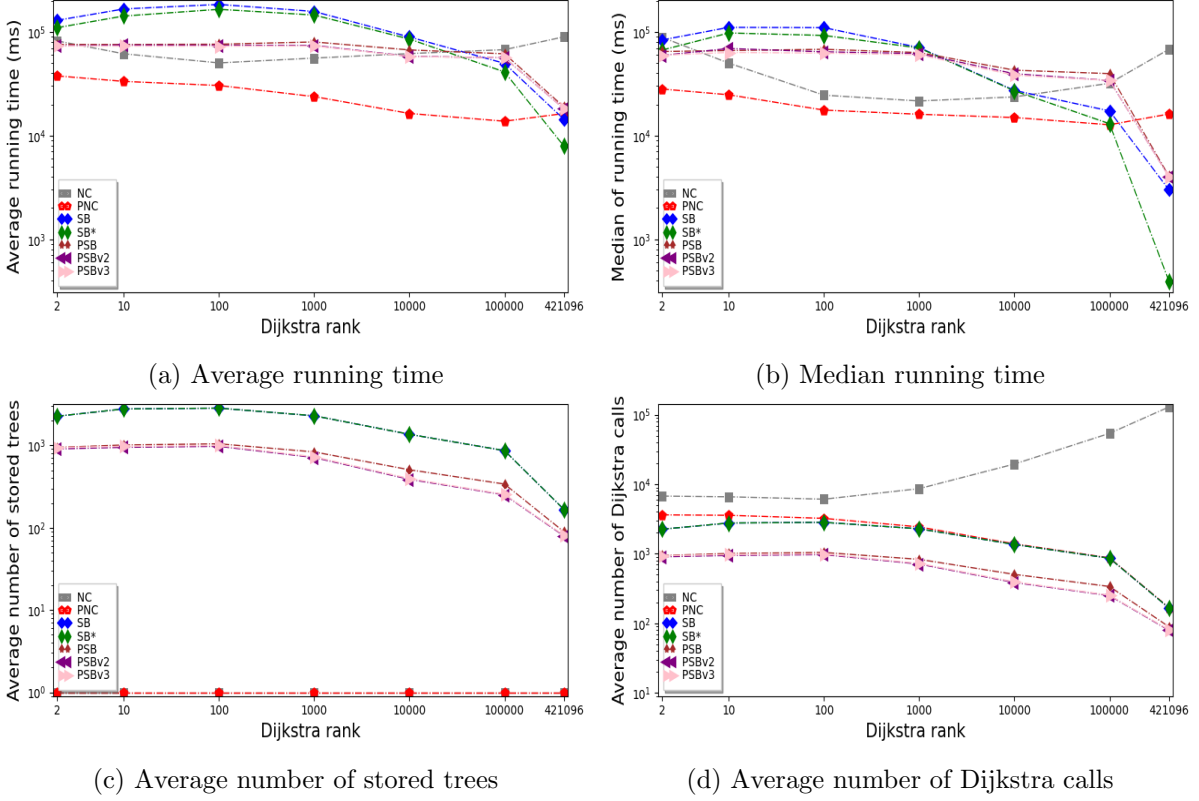 Average running time (ms)
10^5
10^4
10^3
NC
PNC
SB
SB*
PSB
PSBv2
PSBv3
2 10 100 1000 10000 100000 421096
Dijkstra rank
(a) Average running time
Median of running time (ms)
10^5
10^4
10^3
NC
PNC
SB
SB*
PSB
PSBv2
PSBv3
2 10 100 1000 10000 100000 421096
Dijkstra rank
(b) Median running time
Average number of stored trees
10^3
10^2
10^1
10^0
NC
PNC
SB
SB*
PSB
PSBv2
PSBv3
2 10 100 1000 10000 100000 421096
Dijkstra rank
(c) Average number of stored trees
Average number of Dijkstra calls
10^5
10^4
10^3
10^2
10^1
NC
PNC
SB
SB*
PSB
PSBv2
PSBv3
2 10 100 1000 10000 100000 421096
Dijkstra rank
(d) Average number of Dijkstra calls